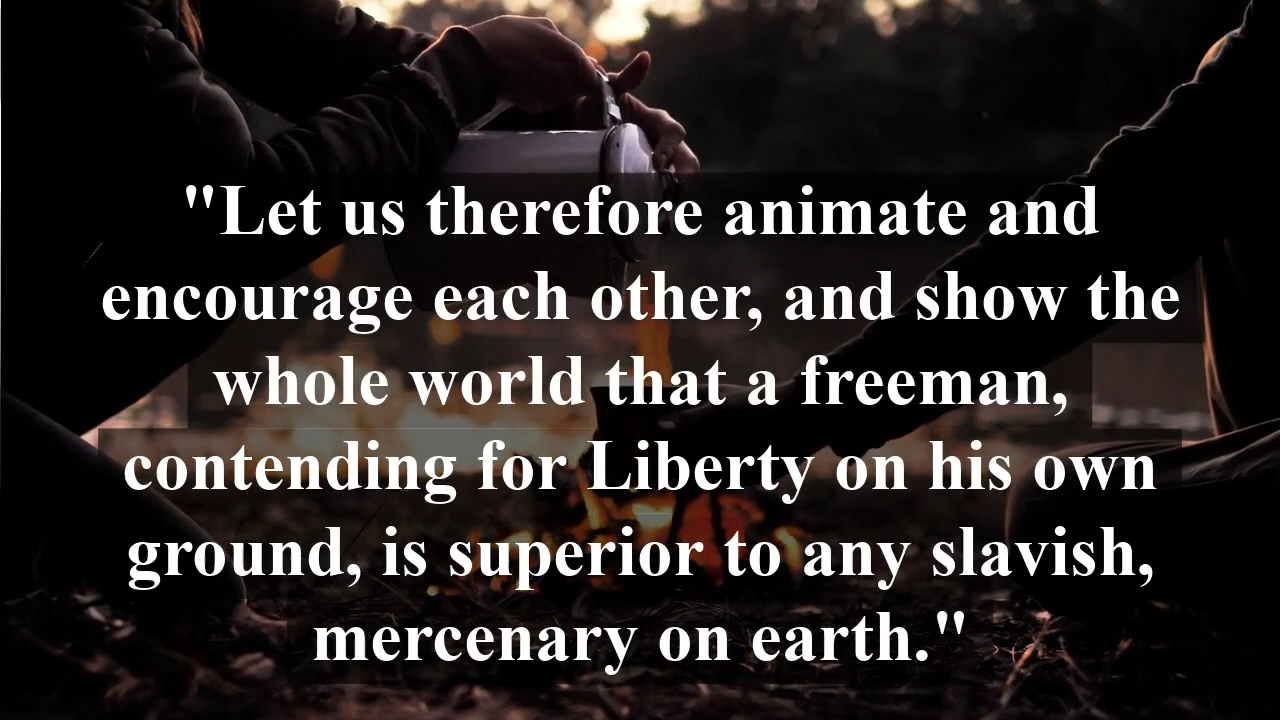 "Let us therefore animate and
encourage each other, and show the
whole world that a freeman,
contending for Liberty on his own
ground, is superior to any slavish,
mercenary on earth."